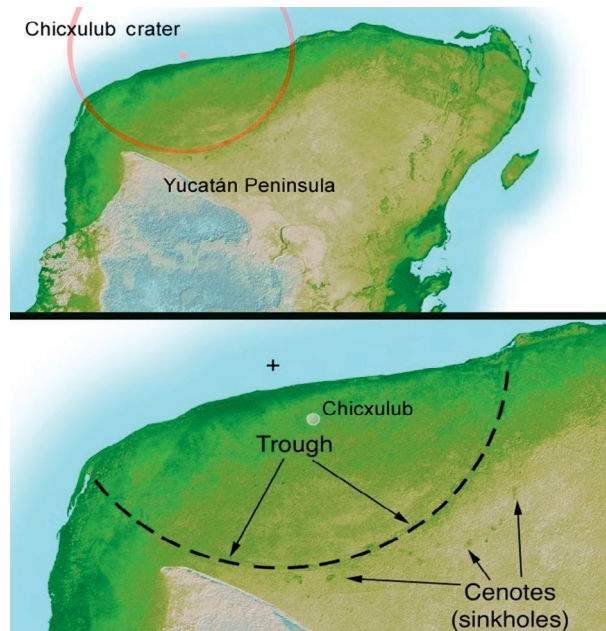 Chicxulub crater
Yucatán Peninsula
Chicxulub
Trough
Cenotes
(sinkholes)